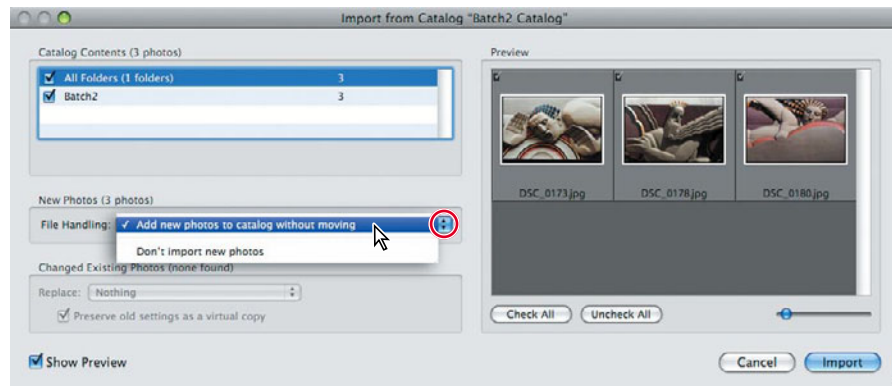 Import from Catalog "Batch2 Catalog"
Catalog Contents (3 photos)
All Folders (1 folders) 3
Batch2 3
New Photos (3 photos)
File Handling: ✓ Add new photos to catalog without moving
Don't import new photos
Changed Existing Photos (none found)
Replace: Nothing
Preserve old settings as a virtual copy
Show Preview
Preview
DSC_0173.jpg DSC_0178.jpg DSC_0180.jpg
Check All Uncheck All
Cancel Import